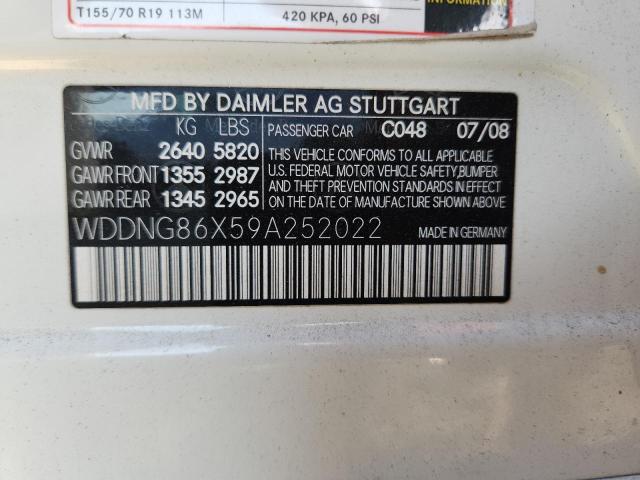 T155/70 R19 113M 420 KPA, 60 PSI INFORMATION
MFD BY DAIMLER AG STUTTGART
KG LBS PASSENGER CAR C048 07/08
GVWR 2640 5820
GAWR FRONT 1355 2987
GAWR REAR 1345 2965
THIS VEHICLE CONFORMS TO ALL APPLICABLE
U.S. FEDERAL MOTOR VEHICLE SAFETY, BUMPER
AND THEFT PREVENTION STANDARDS IN EFFECT
ON THE DATE OF MANUFACTURE SHOWN ABOVE
WDDNG86X59A252022 MADE IN GERMANY